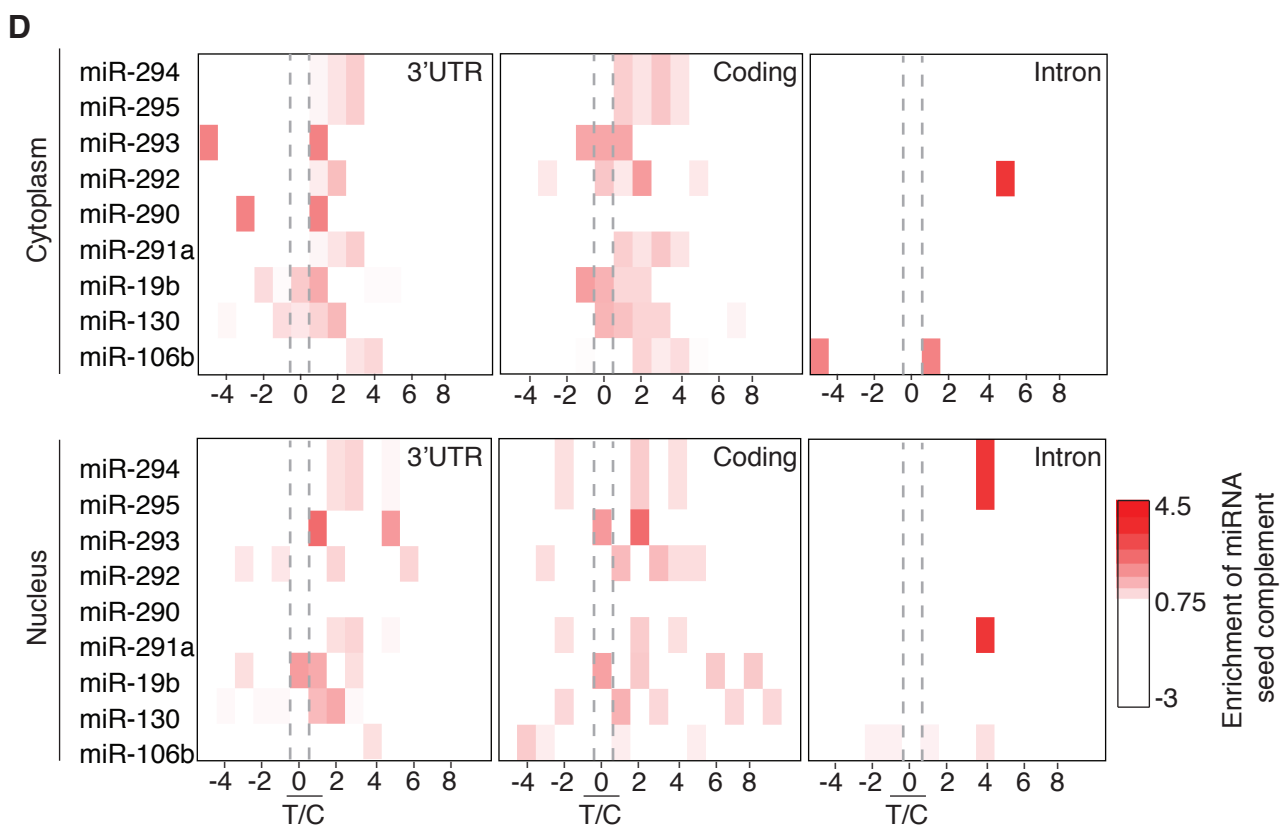 D
Cytoplasm
miR-294
miR-295
miR-293
miR-292
miR-290
miR-291a
miR-19b
miR-130
miR-106b
3'UTR
Coding
Intron
-4 -2 0 2 4 6 8
-4 -2 0 2 4 6 8
-4 -2 0 2 4 6 8
Nucleus
miR-294
miR-295
miR-293
miR-292
miR-290
miR-291a
miR-19b
miR-130
miR-106b
3'UTR
Coding
Intron
-4 -2 0 2 4 6 8
-4 -2 0 2 4 6 8
-4 -2 0 2 4 6 8
T/C
T/C
T/C
4.5
0.75
-3
Enrichment of miRNA
seed complement